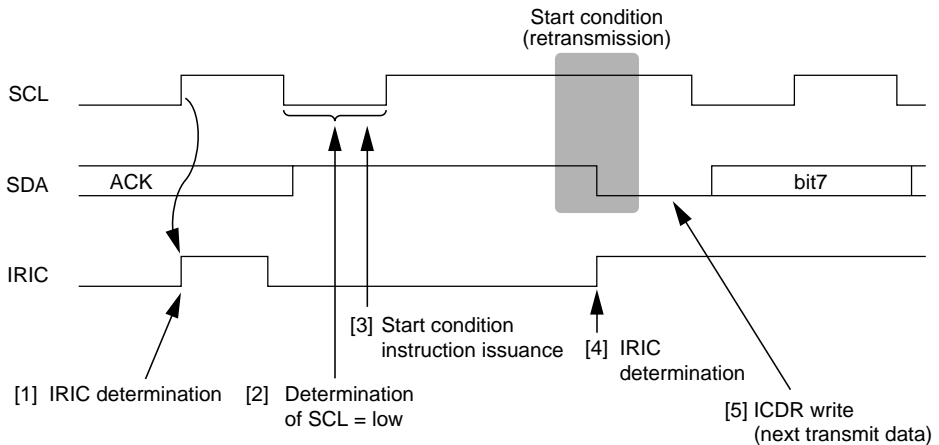 Start condition
(retransmission)
SCL
SDA
ACK
bit7
IRIC
[3] Start condition
instruction issuance
[4] IRIC
determination
[1] IRIC determination
[2] Determination
of SCL = low
[5] ICDR write
(next transmit data)